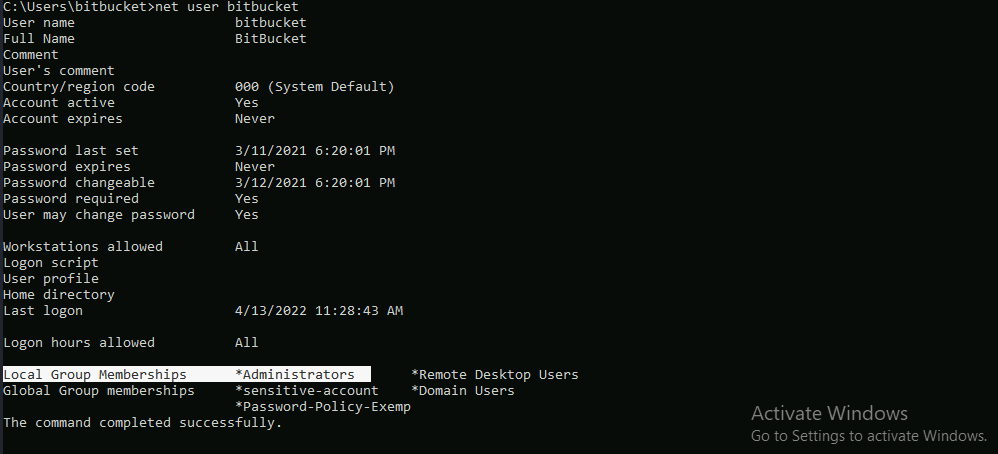 C:\Users\bitbucket>net user bitbucket
User name                    bitbucket
Full Name                    BitBucket
Comment
User's comment
Country/region code          000 (System Default)
Account active               Yes
Account expires              Never

Password last set            3/11/2021 6:20:01 PM
Password expires             Never
Password changeable          3/12/2021 6:20:01 PM
Password required            Yes
User may change password     Yes

Workstations allowed         All
Logon script
User profile
Home directory
Last logon                   4/13/2022 11:28:43 AM

Logon hours allowed          All

Local Group Memberships      *Administrators       *Remote Desktop Users
Global Group memberships     *sensitive-account    *Domain Users
                             *Password-Policy-Exemp
The command completed successfully.
Activate Windows
Go to Settings to activate Windows.